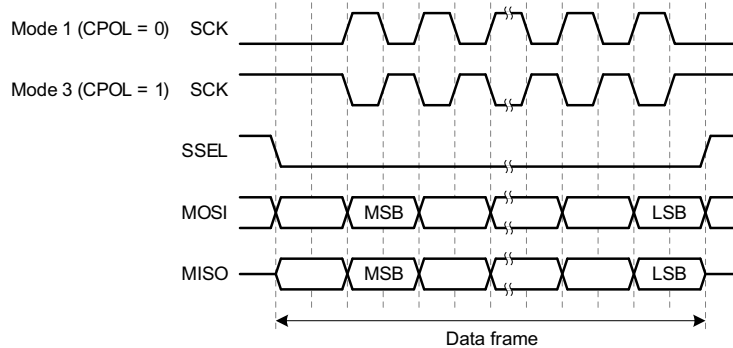 Mode 1 (CPOL = 0) SCK
Mode 3 (CPOL = 1) SCK
SSEL
MOSI MSB LSB
MISO MSB LSB
Data frame